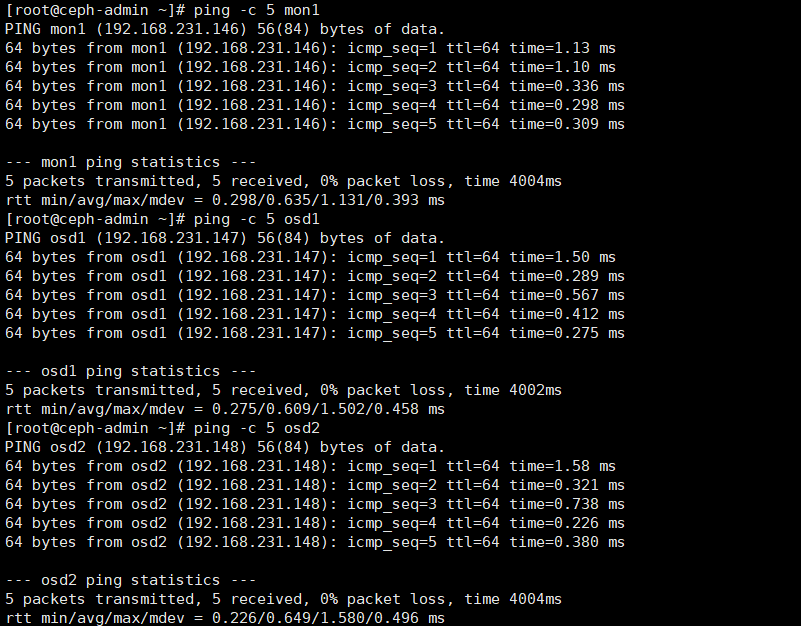 [root@ceph-admin ~]# ping -c 5 mon1
PING mon1 (192.168.231.146) 56(84) bytes of data.
64 bytes from mon1 (192.168.231.146): icmp_seq=1 ttl=64 time=1.13 ms
64 bytes from mon1 (192.168.231.146): icmp_seq=2 ttl=64 time=1.10 ms
64 bytes from mon1 (192.168.231.146): icmp_seq=3 ttl=64 time=0.336 ms
64 bytes from mon1 (192.168.231.146): icmp_seq=4 ttl=64 time=0.298 ms
64 bytes from mon1 (192.168.231.146): icmp_seq=5 ttl=64 time=0.309 ms
--- mon1 ping statistics ---
5 packets transmitted, 5 received, 0% packet loss, time 4004ms
rtt min/avg/max/mdev = 0.298/0.635/1.131/0.393 ms
[root@ceph-admin ~]# ping -c 5 osd1
PING osd1 (192.168.231.147) 56(84) bytes of data.
64 bytes from osd1 (192.168.231.147): icmp_seq=1 ttl=64 time=1.50 ms
64 bytes from osd1 (192.168.231.147): icmp_seq=2 ttl=64 time=0.289 ms
64 bytes from osd1 (192.168.231.147): icmp_seq=3 ttl=64 time=0.567 ms
64 bytes from osd1 (192.168.231.147): icmp_seq=4 ttl=64 time=0.412 ms
64 bytes from osd1 (192.168.231.147): icmp_seq=5 ttl=64 time=0.275 ms
--- osd1 ping statistics ---
5 packets transmitted, 5 received, 0% packet loss, time 4002ms
rtt min/avg/max/mdev = 0.275/0.609/1.502/0.458 ms
[root@ceph-admin ~]# ping -c 5 osd2
PING osd2 (192.168.231.148) 56(84) bytes of data.
64 bytes from osd2 (192.168.231.148): icmp_seq=1 ttl=64 time=1.58 ms
64 bytes from osd2 (192.168.231.148): icmp_seq=2 ttl=64 time=0.321 ms
64 bytes from osd2 (192.168.231.148): icmp_seq=3 ttl=64 time=0.738 ms
64 bytes from osd2 (192.168.231.148): icmp_seq=4 ttl=64 time=0.226 ms
64 bytes from osd2 (192.168.231.148): icmp_seq=5 ttl=64 time=0.380 ms
--- osd2 ping statistics ---
5 packets transmitted, 5 received, 0% packet loss, time 4004ms
rtt min/avg/max/mdev = 0.226/0.649/1.580/0.496 ms